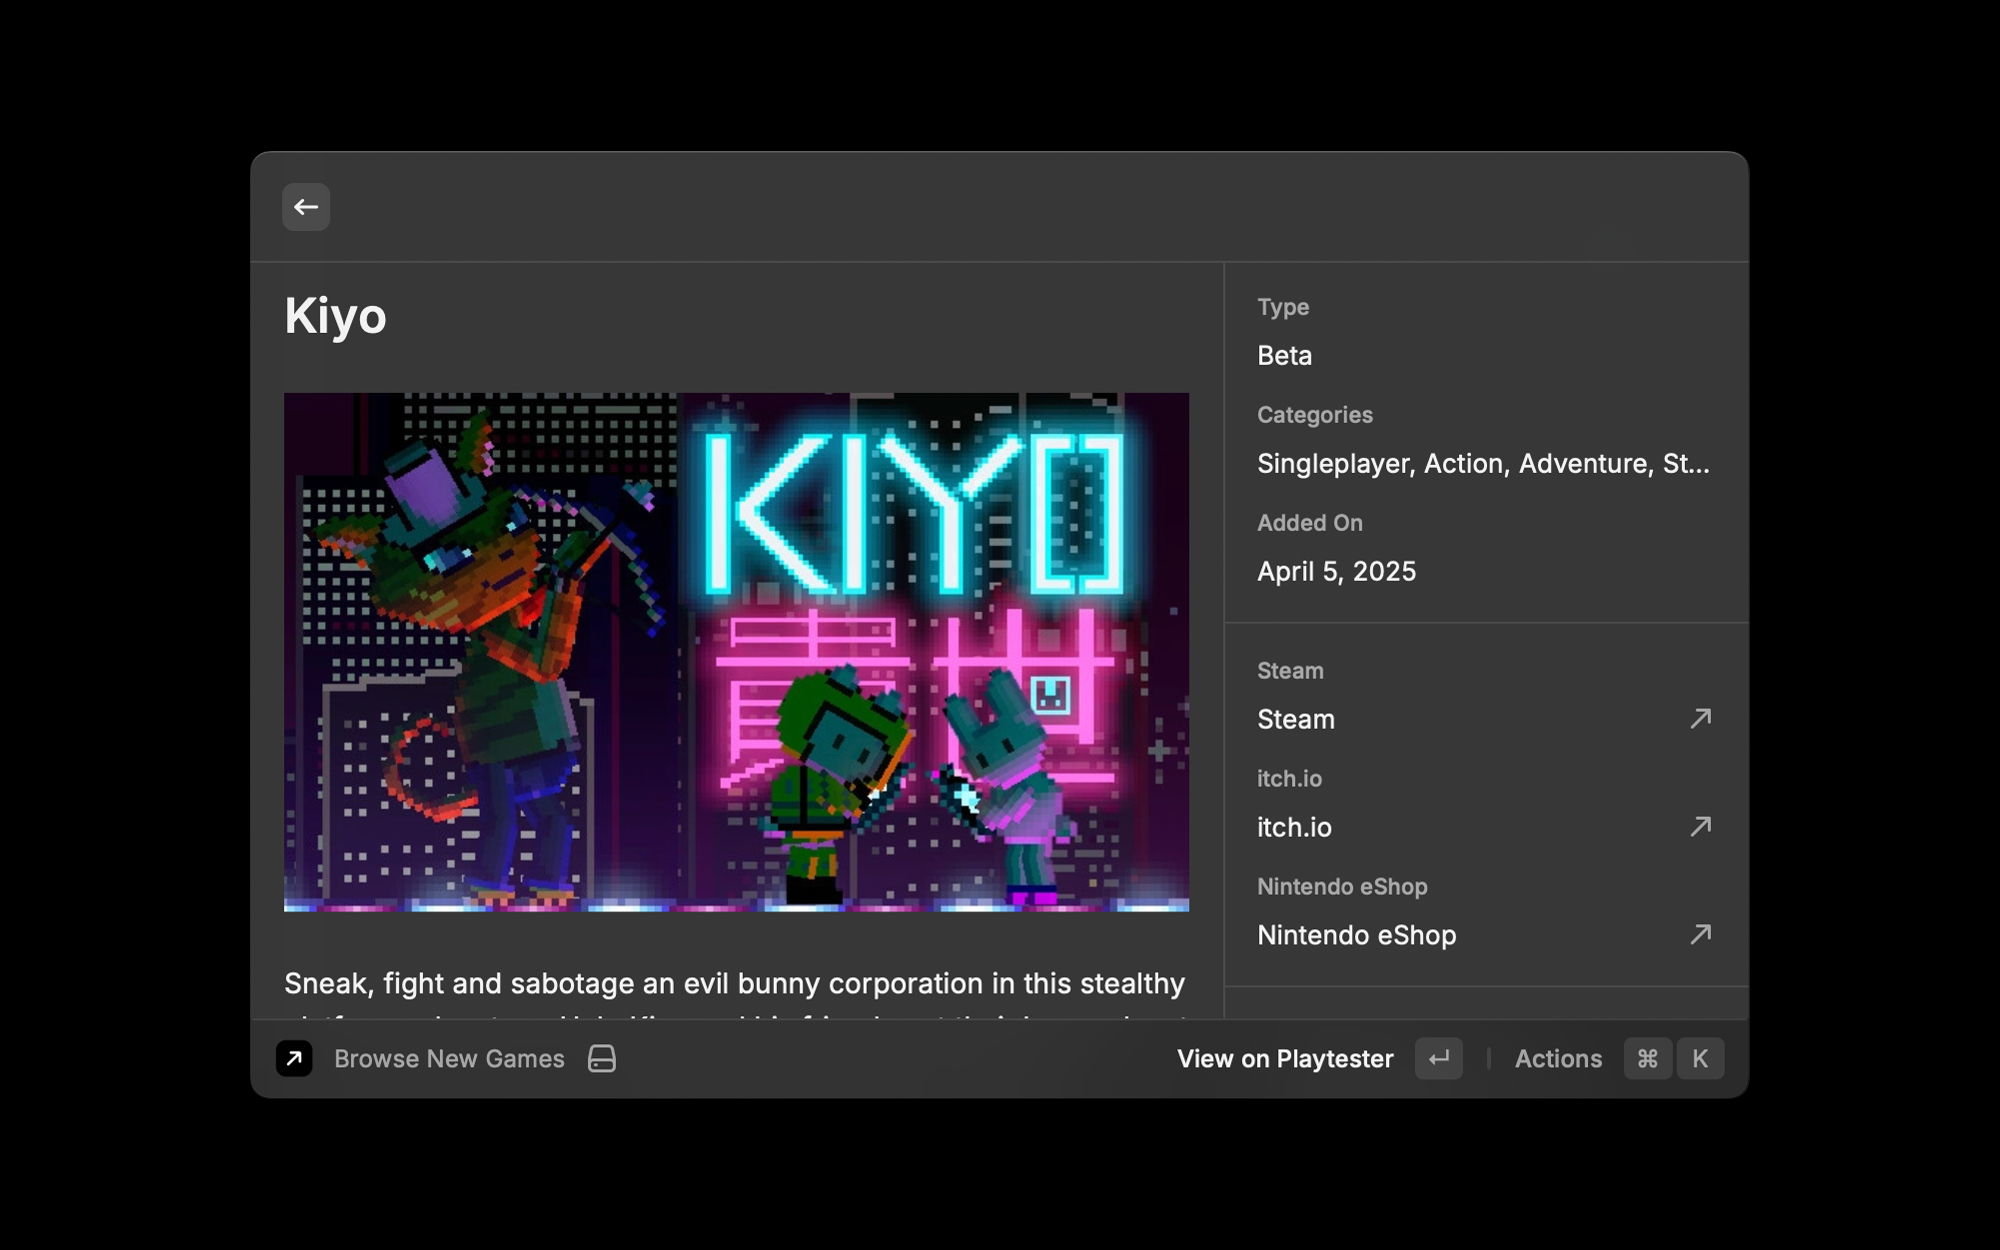 Kiyo
KIYO
Sneak, fight and sabotage an evil bunny corporation in this stealthy
Type
Beta
Categories
Singleplayer, Action, Adventure, St...
Added On
April 5, 2025
Steam
Steam
itch.io
itch.io
Nintendo eShop
Nintendo eShop
Browse New Games
View on Playtester
Actions
⌘ K